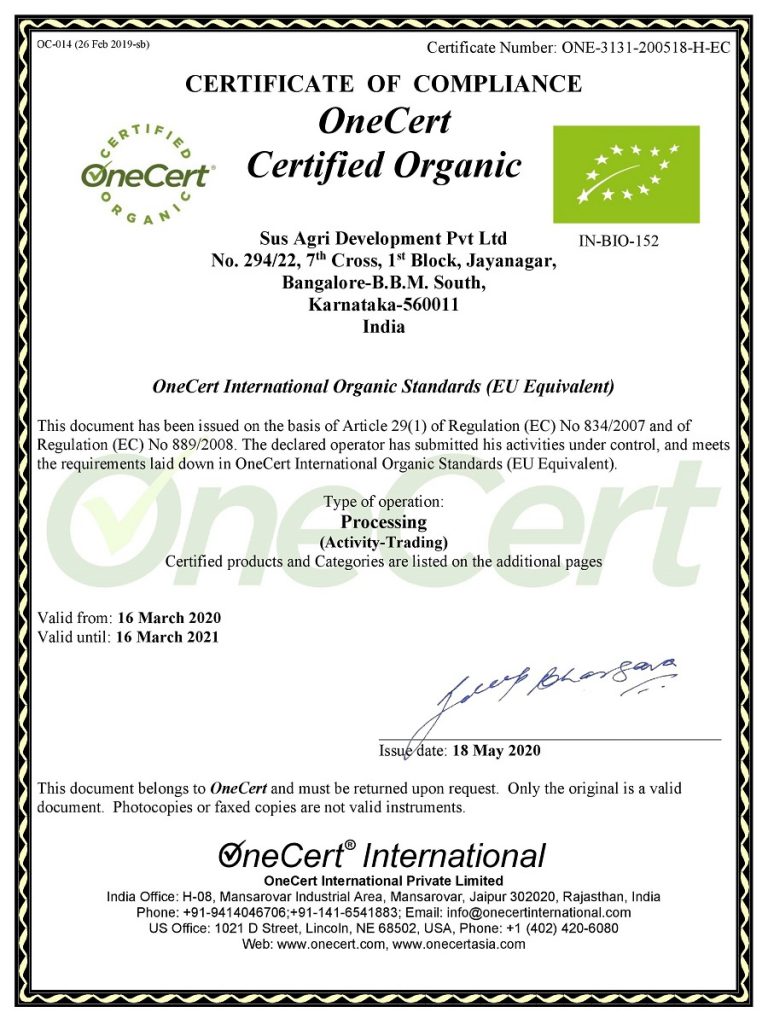 OC-014 (26 Feb 2019-sb)
Certificate Number: ONE-3131-200518-H-EC
CERTIFICATE OF COMPLIANCE
OneCert
Certified Organic
CERTIFIED
OneCert®
ORGANIC
Sus Agri Development Pvt Ltd
IN-BIO-152
No. 294/22, 7th Cross, 1st Block, Jayanagar,
Bangalore-B.B.M. South,
Karnataka-560011
India
OneCert International Organic Standards (EU Equivalent)
This document has been issued on the basis of Article 29(1) of Regulation (EC) No 834/2007 and of
Regulation (EC) No 889/2008. The declared operator has submitted his activities under control, and meets
the requirements laid down in OneCert International Organic Standards (EU Equivalent).
OneCert
Type of operation:
Processing
(Activity-Trading)
Certified products and Categories are listed on the additional pages
Valid from: 16 March 2020
Valid until: 16 March 2021
Issue date: 18 May 2020
This document belongs to OneCert and must be returned upon request. Only the original is a valid
document. Photocopies or faxed copies are not valid instruments.
OneCert® International
OneCert International Private Limited
India Office: H-08, Mansarovar Industrial Area, Mansarovar, Jaipur 302020, Rajasthan, India
Phone: +91-9414046706;+91-141-6541883; Email: info@onecertinternational.com
US Office: 1021 D Street, Lincoln, NE 68502, USA, Phone: +1 (402) 420-6080
Web: www.onecert.com, www.onecertasia.com